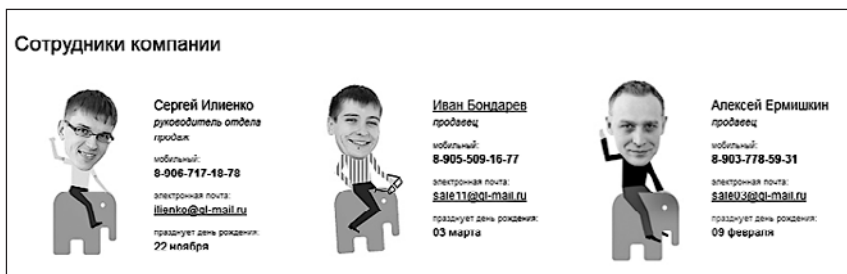 Сотрудники компании
Сергей Илиенко
руководитель отдела
продаж
мобильный:
8-906-717-18-78
электронная почта:
ilienko@gl-mail.ru
празднует день рождения:
22 ноября
Иван Бондарев
продавец
мобильный:
8-905-509-16-77
электронная почта:
sale11@gl-mail.ru
празднует день рождения:
03 марта
Алексей Ермишкин
продавец
мобильный:
8-903-778-59-31
электронная почта:
sale03@gl-mail.ru
празднует день рождения:
09 февраля